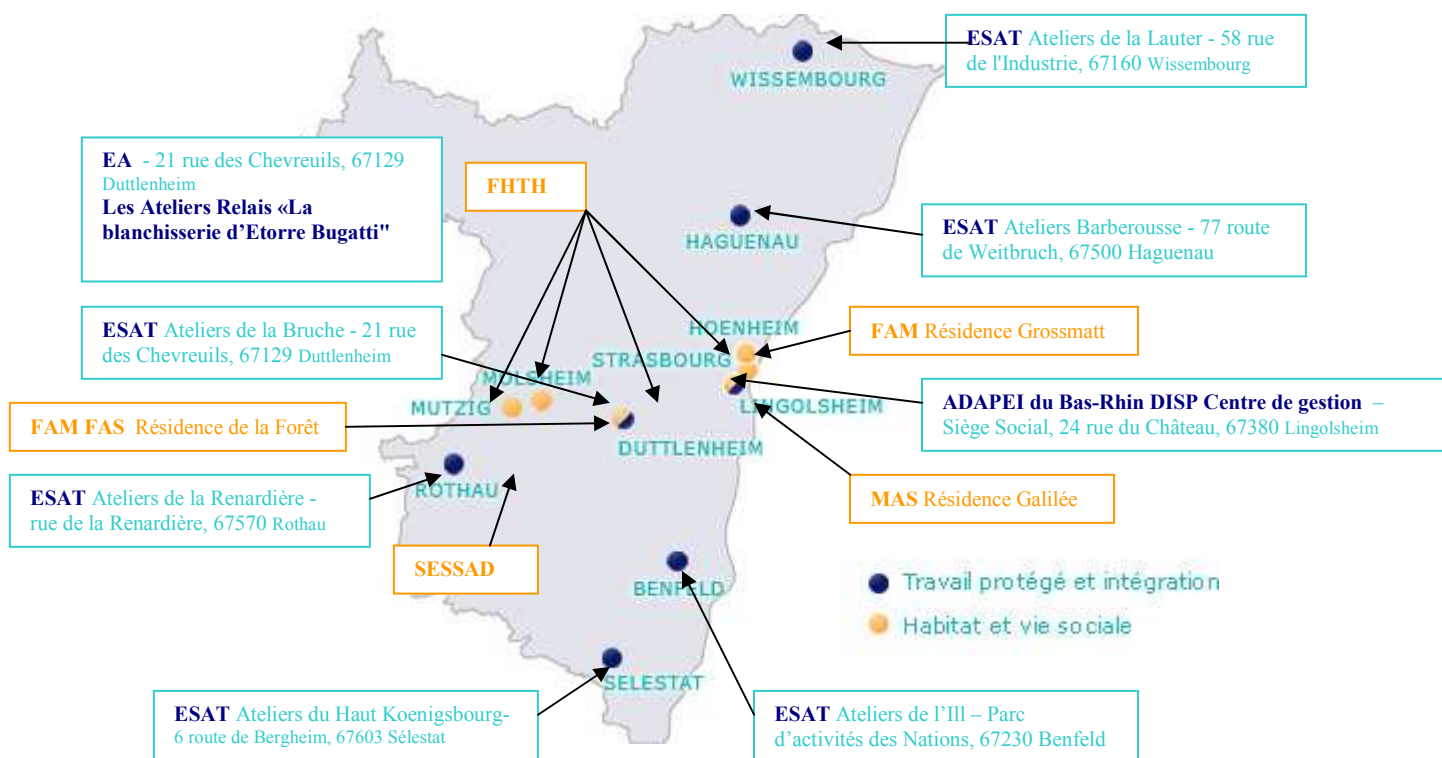 ESAT Ateliers de la Lauter - 58 rue
de l'Industrie, 67160 Wissembourg
WISSEMBOURG
EA - 21 rue des Chevreuils, 67129
Duttlenheim
Les Ateliers Relais «La
blanchisserie d'Etorre Bugatti"
FHTH
HAGUENAU
ESAT Ateliers Barberousse - 77 route
de Weitbruch, 67500 Haguenau
ESAT Ateliers de la Bruche - 21 rue
des Chevreuils, 67129 Duttlenheim
HOENHEIM
FAM Résidence Grossmatt
STRASBOURG
MOLSHEIM
MUTZIG
LINGOLSHEIM
ADAPEI du Bas-Rhin DISP Centre de gestion –
Siège Social, 24 rue du Château, 67380 Lingolsheim
FAM FAS Résidence de la Forêt
DUTTLENHEIM
ROTHAU
ESAT Ateliers de la Renardière -
rue de la Renardière, 67570 Rothau
MAS Résidence Galilée
SESSAD
BENFELD
Travail protégé et intégration
Habitat et vie sociale
SELESTAT
ESAT Ateliers du Haut Koenigsbourg-
6 route de Bergheim, 67603 Sélestat
ESAT Ateliers de l'Ill – Parc
d'activités des Nations, 67230 Benfeld